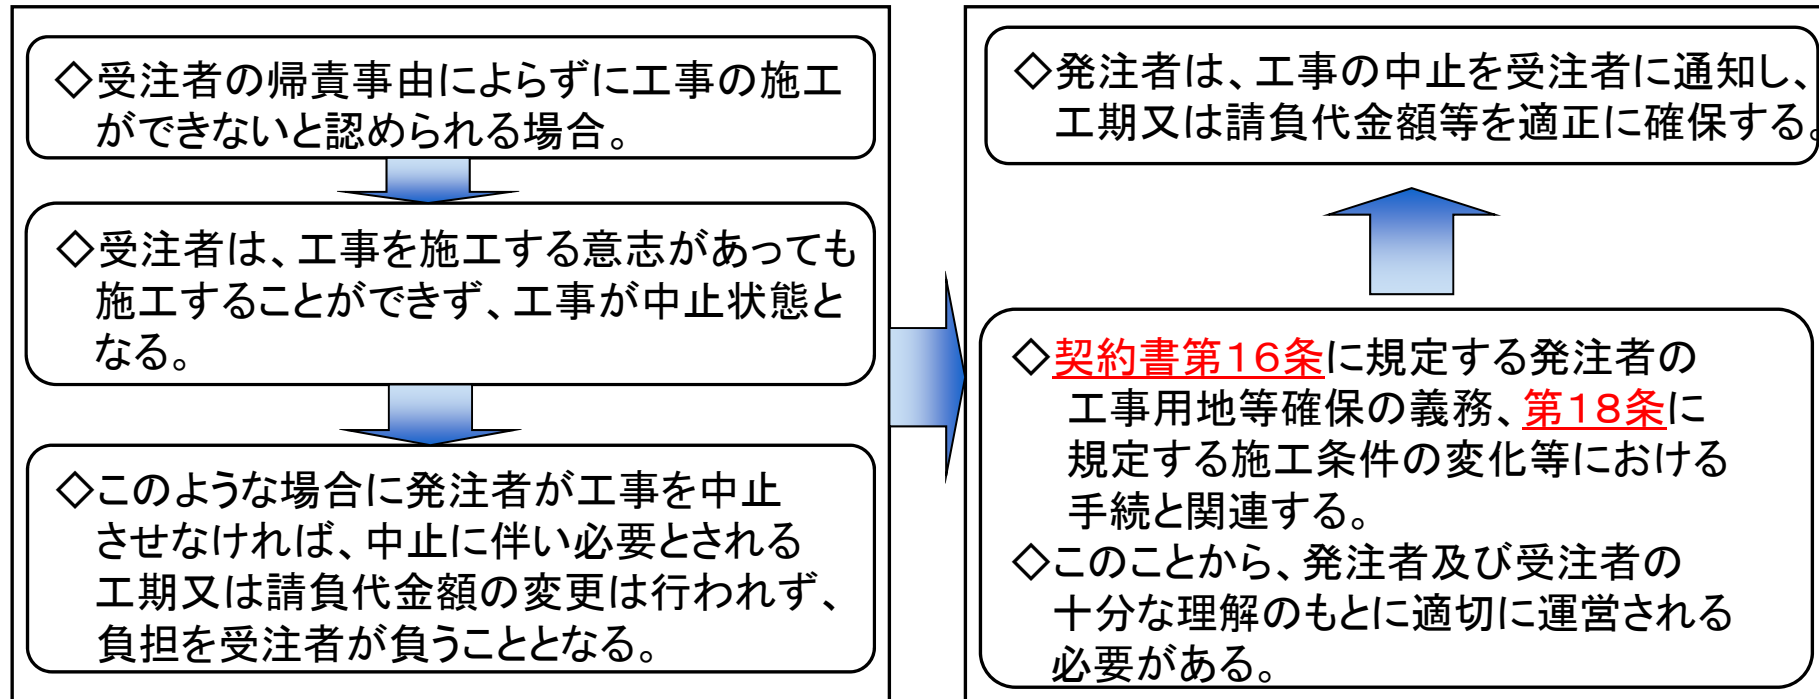 ◇受注者の帰責事由によらずに工事の施工
ができないと認められる場合。
◇受注者は、工事を施工する意志があっても
施工することができず、工事が中止状態と
なる。
◇このような場合に発注者が工事を中止
させなければ、中止に伴い必要とされる
工期又は請負代金額の変更は行われず、
負担を受注者が負うこととなる。
◇発注者は、工事の中止を受注者に通知し、
工期又は請負代金額等を適正に確保する。
◇契約書第16条に規定する発注者の
工事用地等確保の義務、第18条に
規定する施工条件の変化等における
手続と関連する。
◇このことから、発注者及び受注者の
十分な理解のもとに適切に運営される
必要がある。